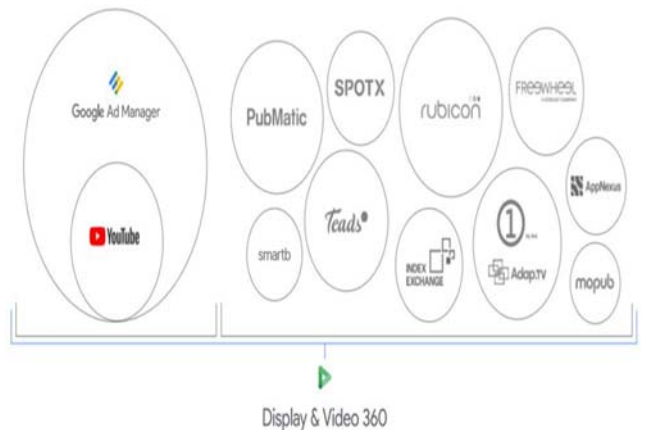 Google Ad Manager
YouTube
PubMatic
SPOTX
rubicon
FREEWHEEL
AppNexus
smartb
Teads
INDEX
EXCHANGE
1
Adap.tv
mopub
Display & Video 360